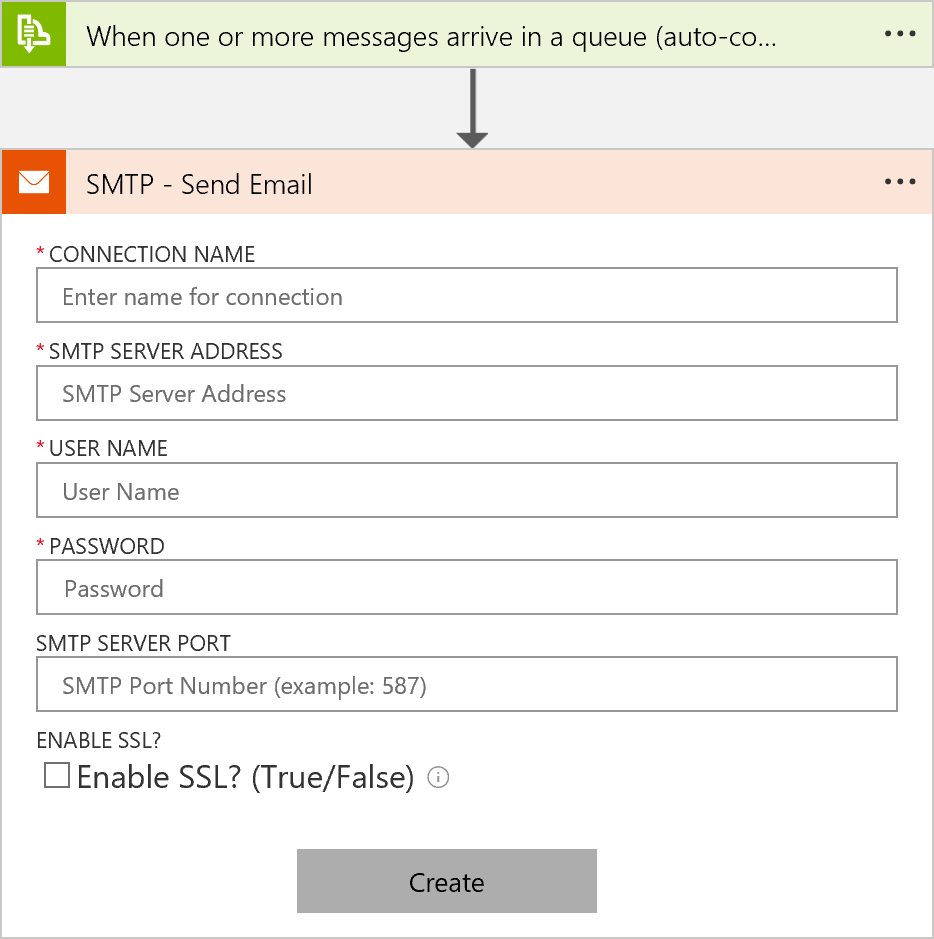 When one or more messages arrive in a queue (auto-co...
SMTP - Send Email
* CONNECTION NAME
Enter name for connection
* SMTP SERVER ADDRESS
SMTP Server Address
* USER NAME
User Name
* PASSWORD
Password
SMTP SERVER PORT
SMTP Port Number (example: 587)
ENABLE SSL?
Enable SSL? (True/False)
Create